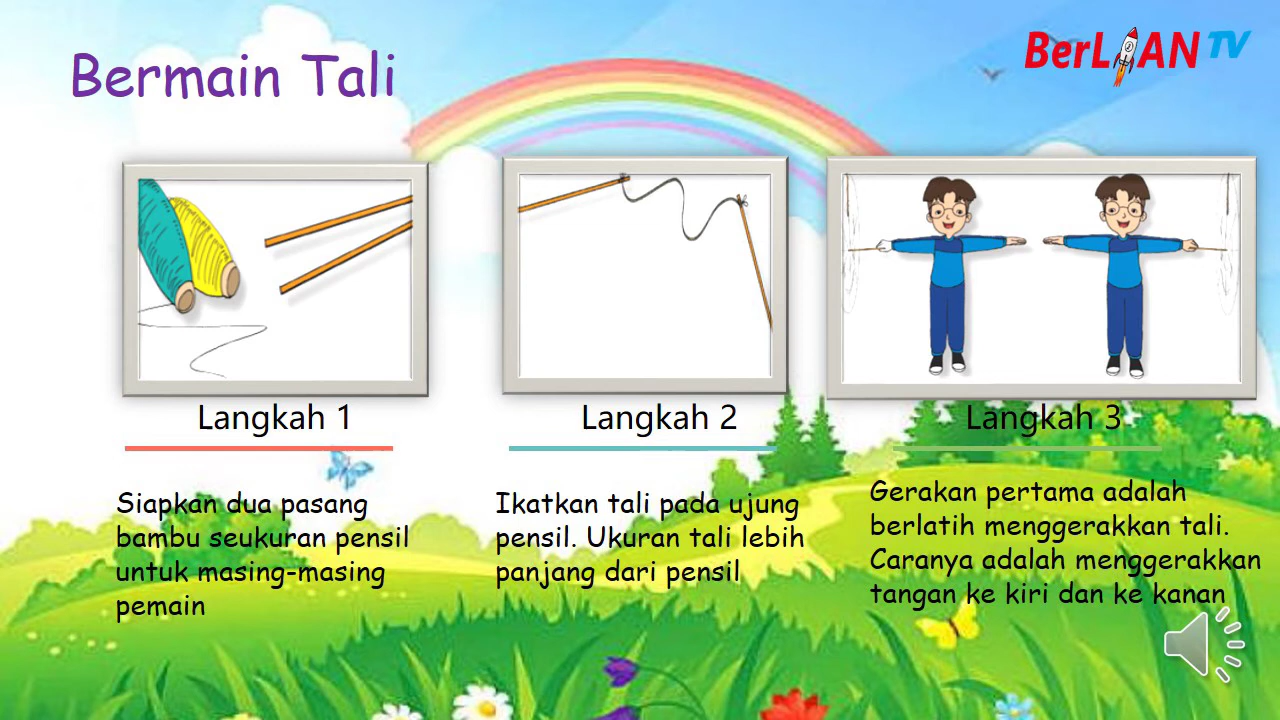 Bermain Tali
BerLIAN TV
Langkah 1
Siapkan dua pasang
bambu seukuran pensil
untuk masing-masing
pemain
Langkah 2
Ikatkan tali pada ujung
pensil. Ukuran tali lebih
panjang dari pensil
Langkah 3
Gerakan pertama adalah
berlatih menggerakkan tali.
Caranya adalah menggerakkan
tangan ke kiri dan ke kanan